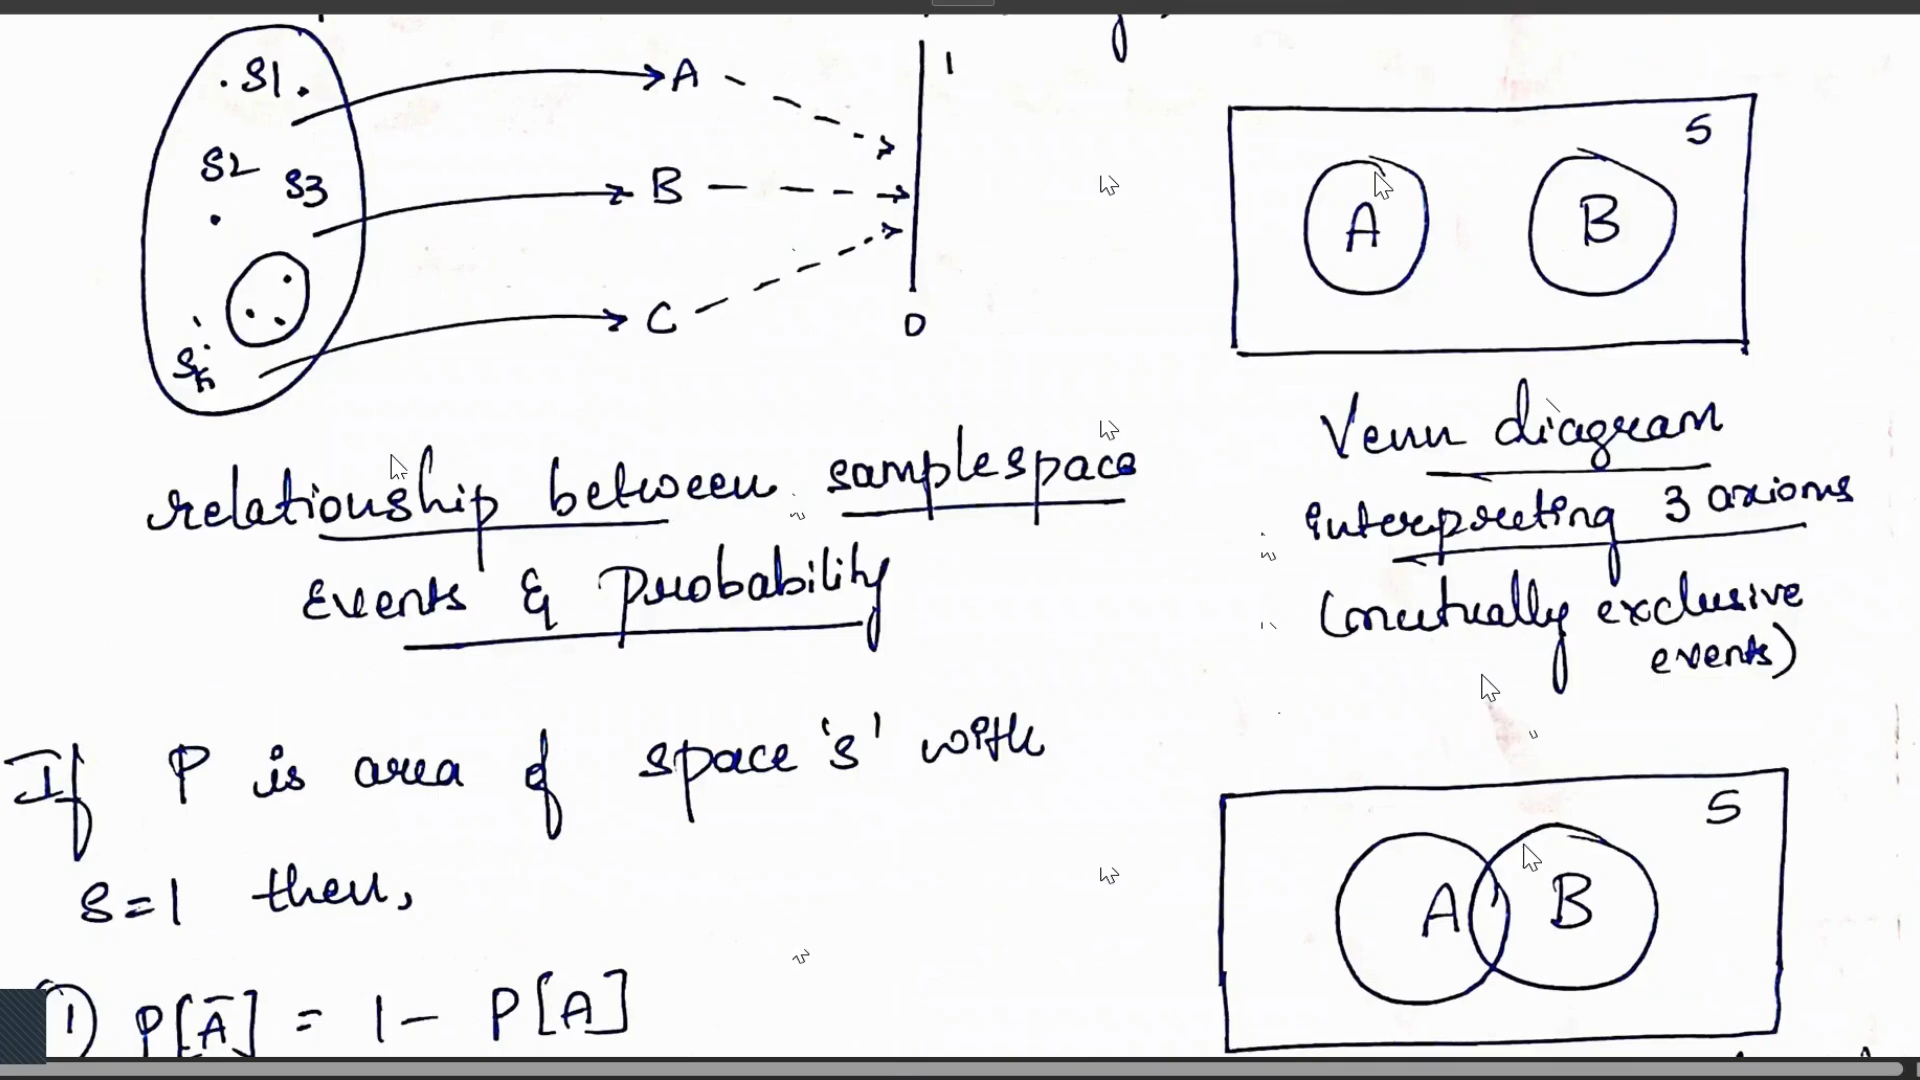 S1
S2
S3
Sk
A
B
C
1
0
relationship between samplespace
Events & Probability
S
A
B
Venn diagram
interpreting 3 axioms
(mutually exclusive
events)
If P is area of space 's' with
s=1 then,
1) P[Ā] = 1 - P[A]
S
A
B